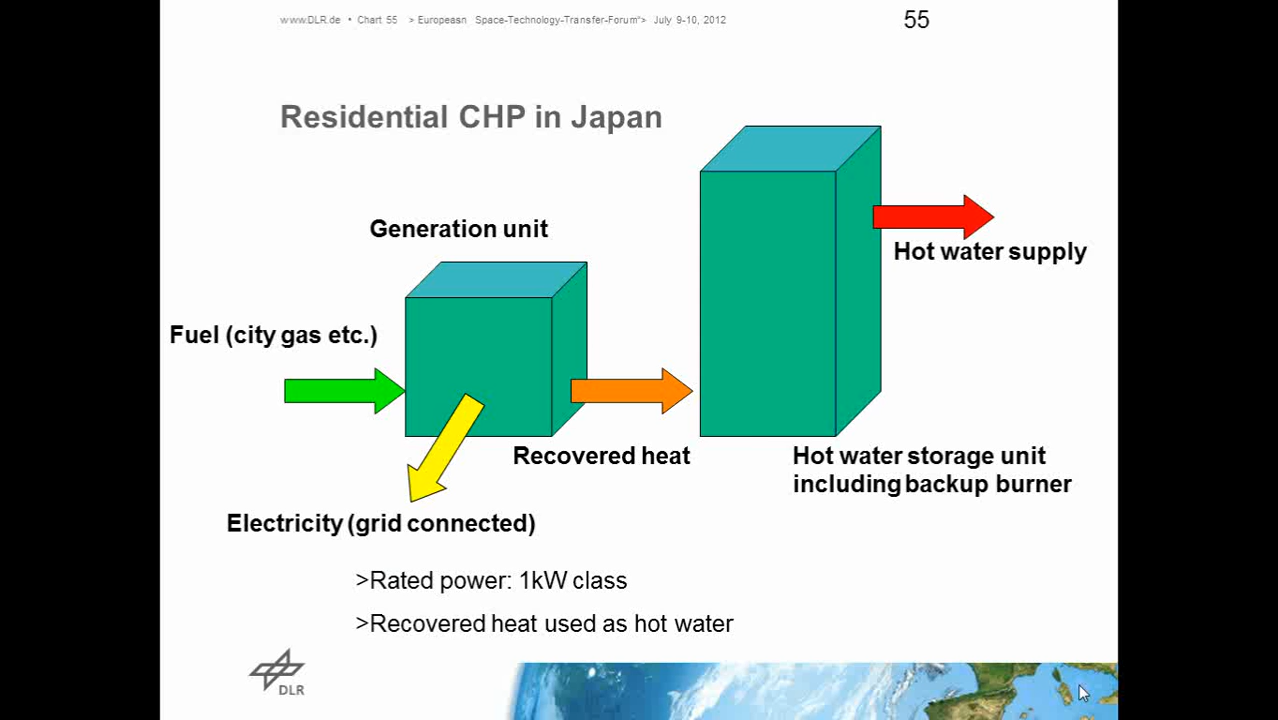 www.DLR.de • Chart 55 > Europeasn Space-Technology-Transfer-Forum"> July 9-10, 2012
55
Residential CHP in Japan
Generation unit
Hot water supply
Fuel (city gas etc.)
Recovered heat
Hot water storage unit
including backup burner
Electricity (grid connected)
>Rated power: 1kW class
>Recovered heat used as hot water
DLR